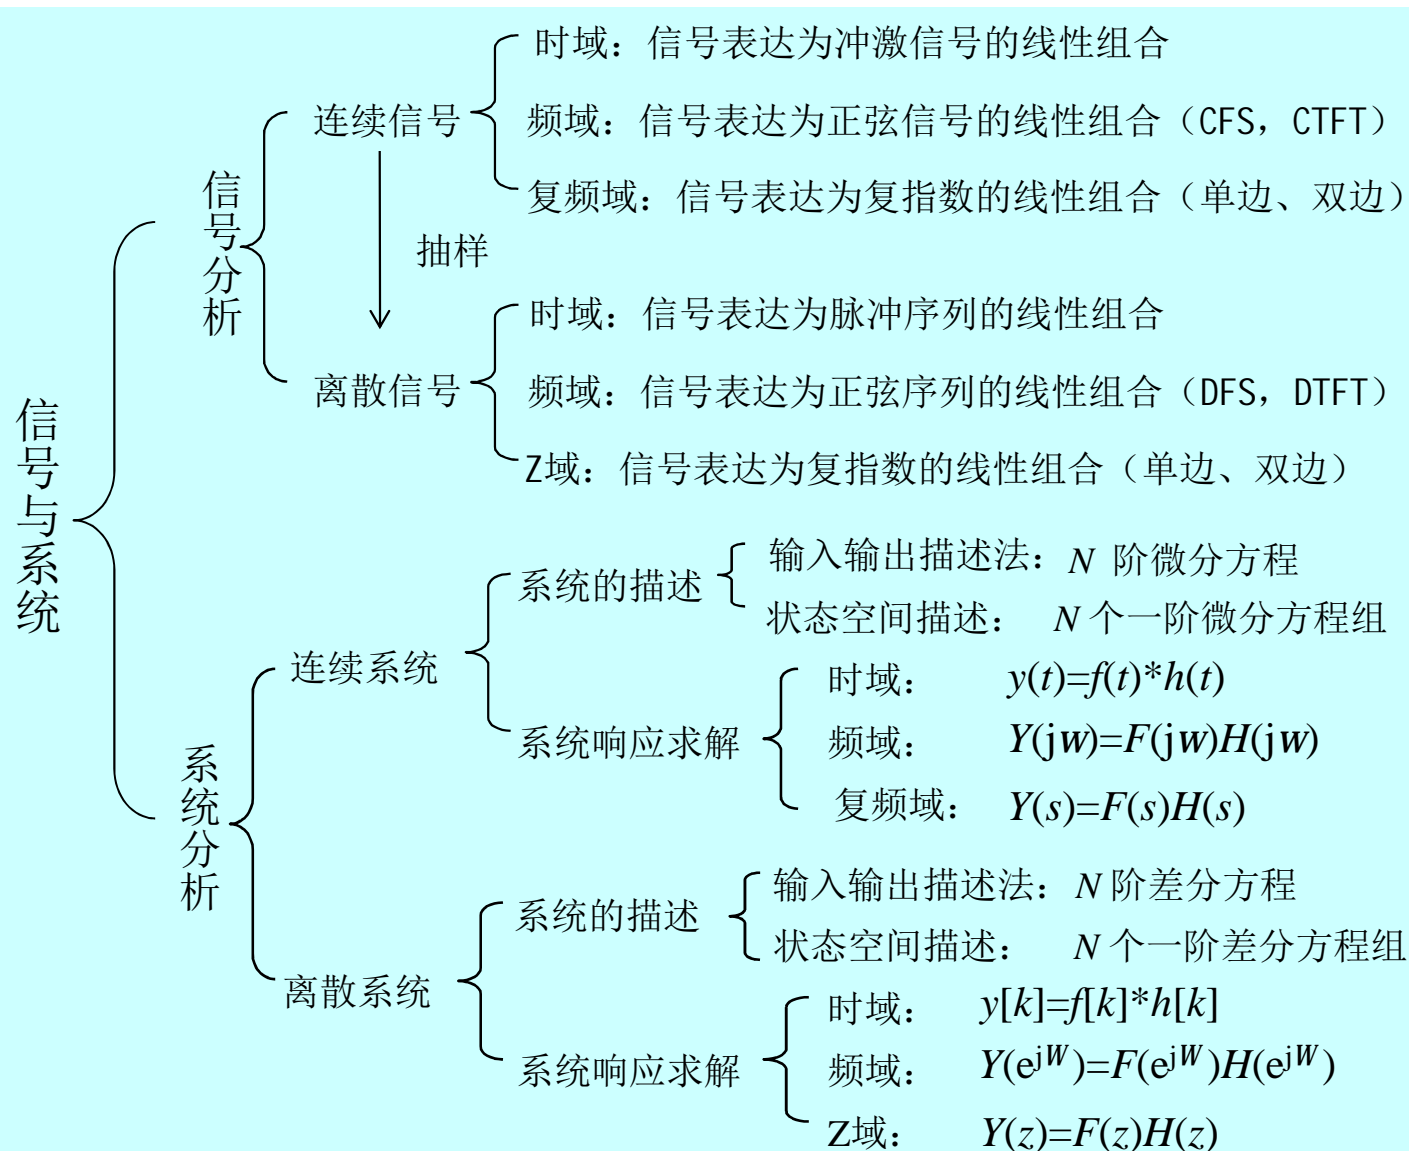 信号与系统
信号分析
连续信号
时域：信号表达为冲激信号的线性组合
频域：信号表达为正弦信号的线性组合（CFS，CTFT）
复频域：信号表达为复指数的线性组合（单边、双边）
抽样
离散信号
时域：信号表达为脉冲序列的线性组合
频域：信号表达为正弦序列的线性组合（DFS，DTFT）
Z域：信号表达为复指数的线性组合（单边、双边）
系统分析
连续系统
系统的描述
输入输出描述法：N 阶微分方程
状态空间描述： N 个一阶微分方程组
系统响应求解
时域： y(t)=f(t)*h(t)
频域： Y(jw)=F(jw)H(jw)
复频域： Y(s)=F(s)H(s)
离散系统
系统的描述
输入输出描述法：N 阶差分方程
状态空间描述： N 个一阶差分方程组
系统响应求解
时域： y[k]=f[k]*h[k]
频域： Y(e^jW)=F(e^jW)H(e^jW)
Z域： Y(z)=F(z)H(z)